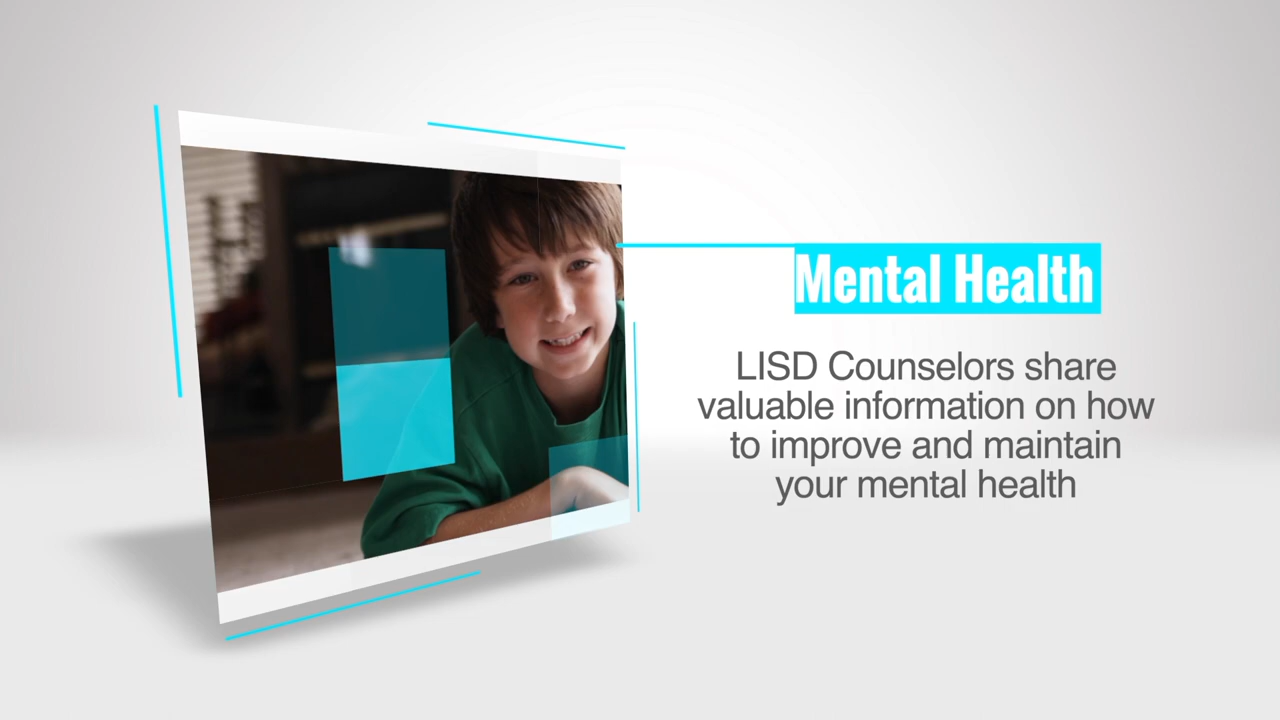 Mental Health
LISD Counselors share
valuable information on how
to improve and maintain
your mental health